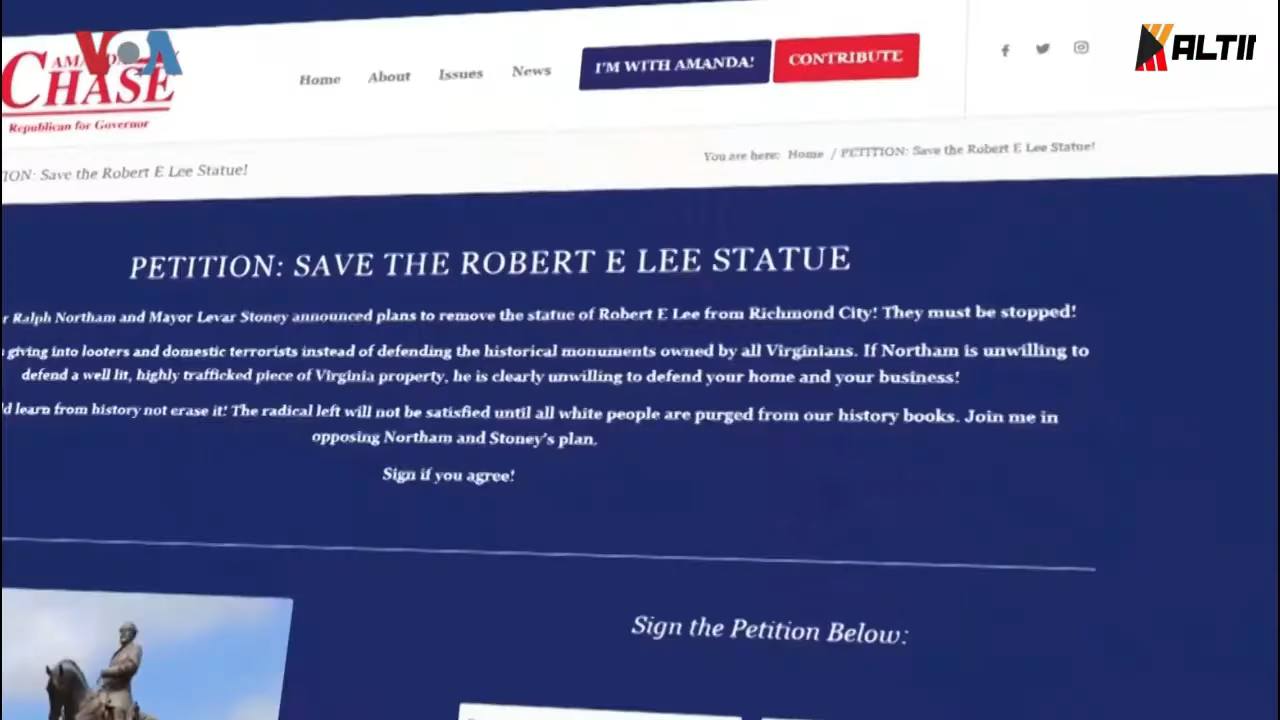 VOA
KALTI
AMA
CHASE
Republican for Governor
Home About Issues News I'M WITH AMANDA! CONTRIBUTE
ION: Save the Robert E Lee Statue!
You are here: Home / PETITION: Save the Robert E Lee Statue!
PETITION: SAVE THE ROBERT E LEE STATUE
r Ralph Northam and Mayor Levar Stoney announced plans to remove the statue of Robert E Lee from Richmond City! They must be stopped!
giving into looters and domestic terrorists instead of defending the historical monuments owned by all Virginians. If Northam is unwilling to
defend a well lit, highly trafficked piece of Virginia property, he is clearly unwilling to defend your home and your business!
d learn from history not erase it! The radical left will not be satisfied until all white people are purged from our history books. Join me in
opposing Northam and Stoney's plan.
Sign if you agree!
Sign the Petition Below: